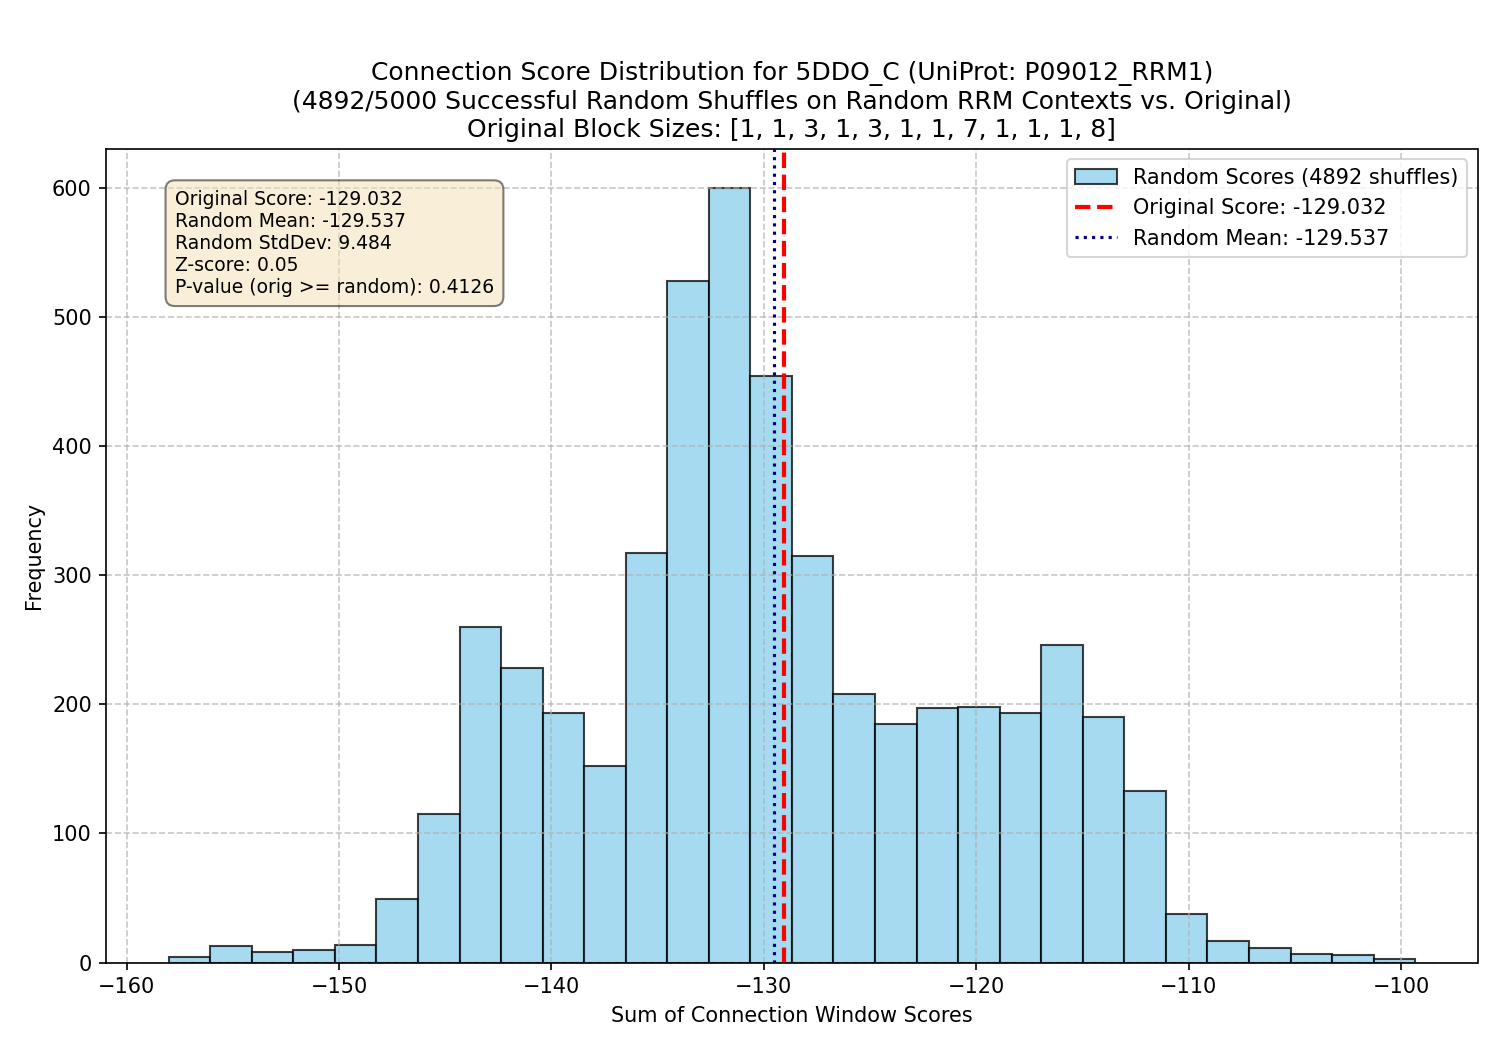 Connection Score Distribution for 5DDO_C (UniProt: P09012_RRM1)
(4892/5000 Successful Random Shuffles on Random RRM Contexts vs. Original)
Original Block Sizes: [1, 1, 3, 1, 3, 1, 1, 7, 1, 1, 1, 8]
Original Score: -129.032
Random Mean: -129.537
Random StdDev: 9.484
Z-score: 0.05
P-value (orig >= random): 0.4126
Random Scores (4892 shuffles)
Original Score: -129.032
Random Mean: -129.537
Frequency
600
500
400
300
200
100
0
−160
−150
−140
−130
−120
−110
−100
Sum of Connection Window Scores